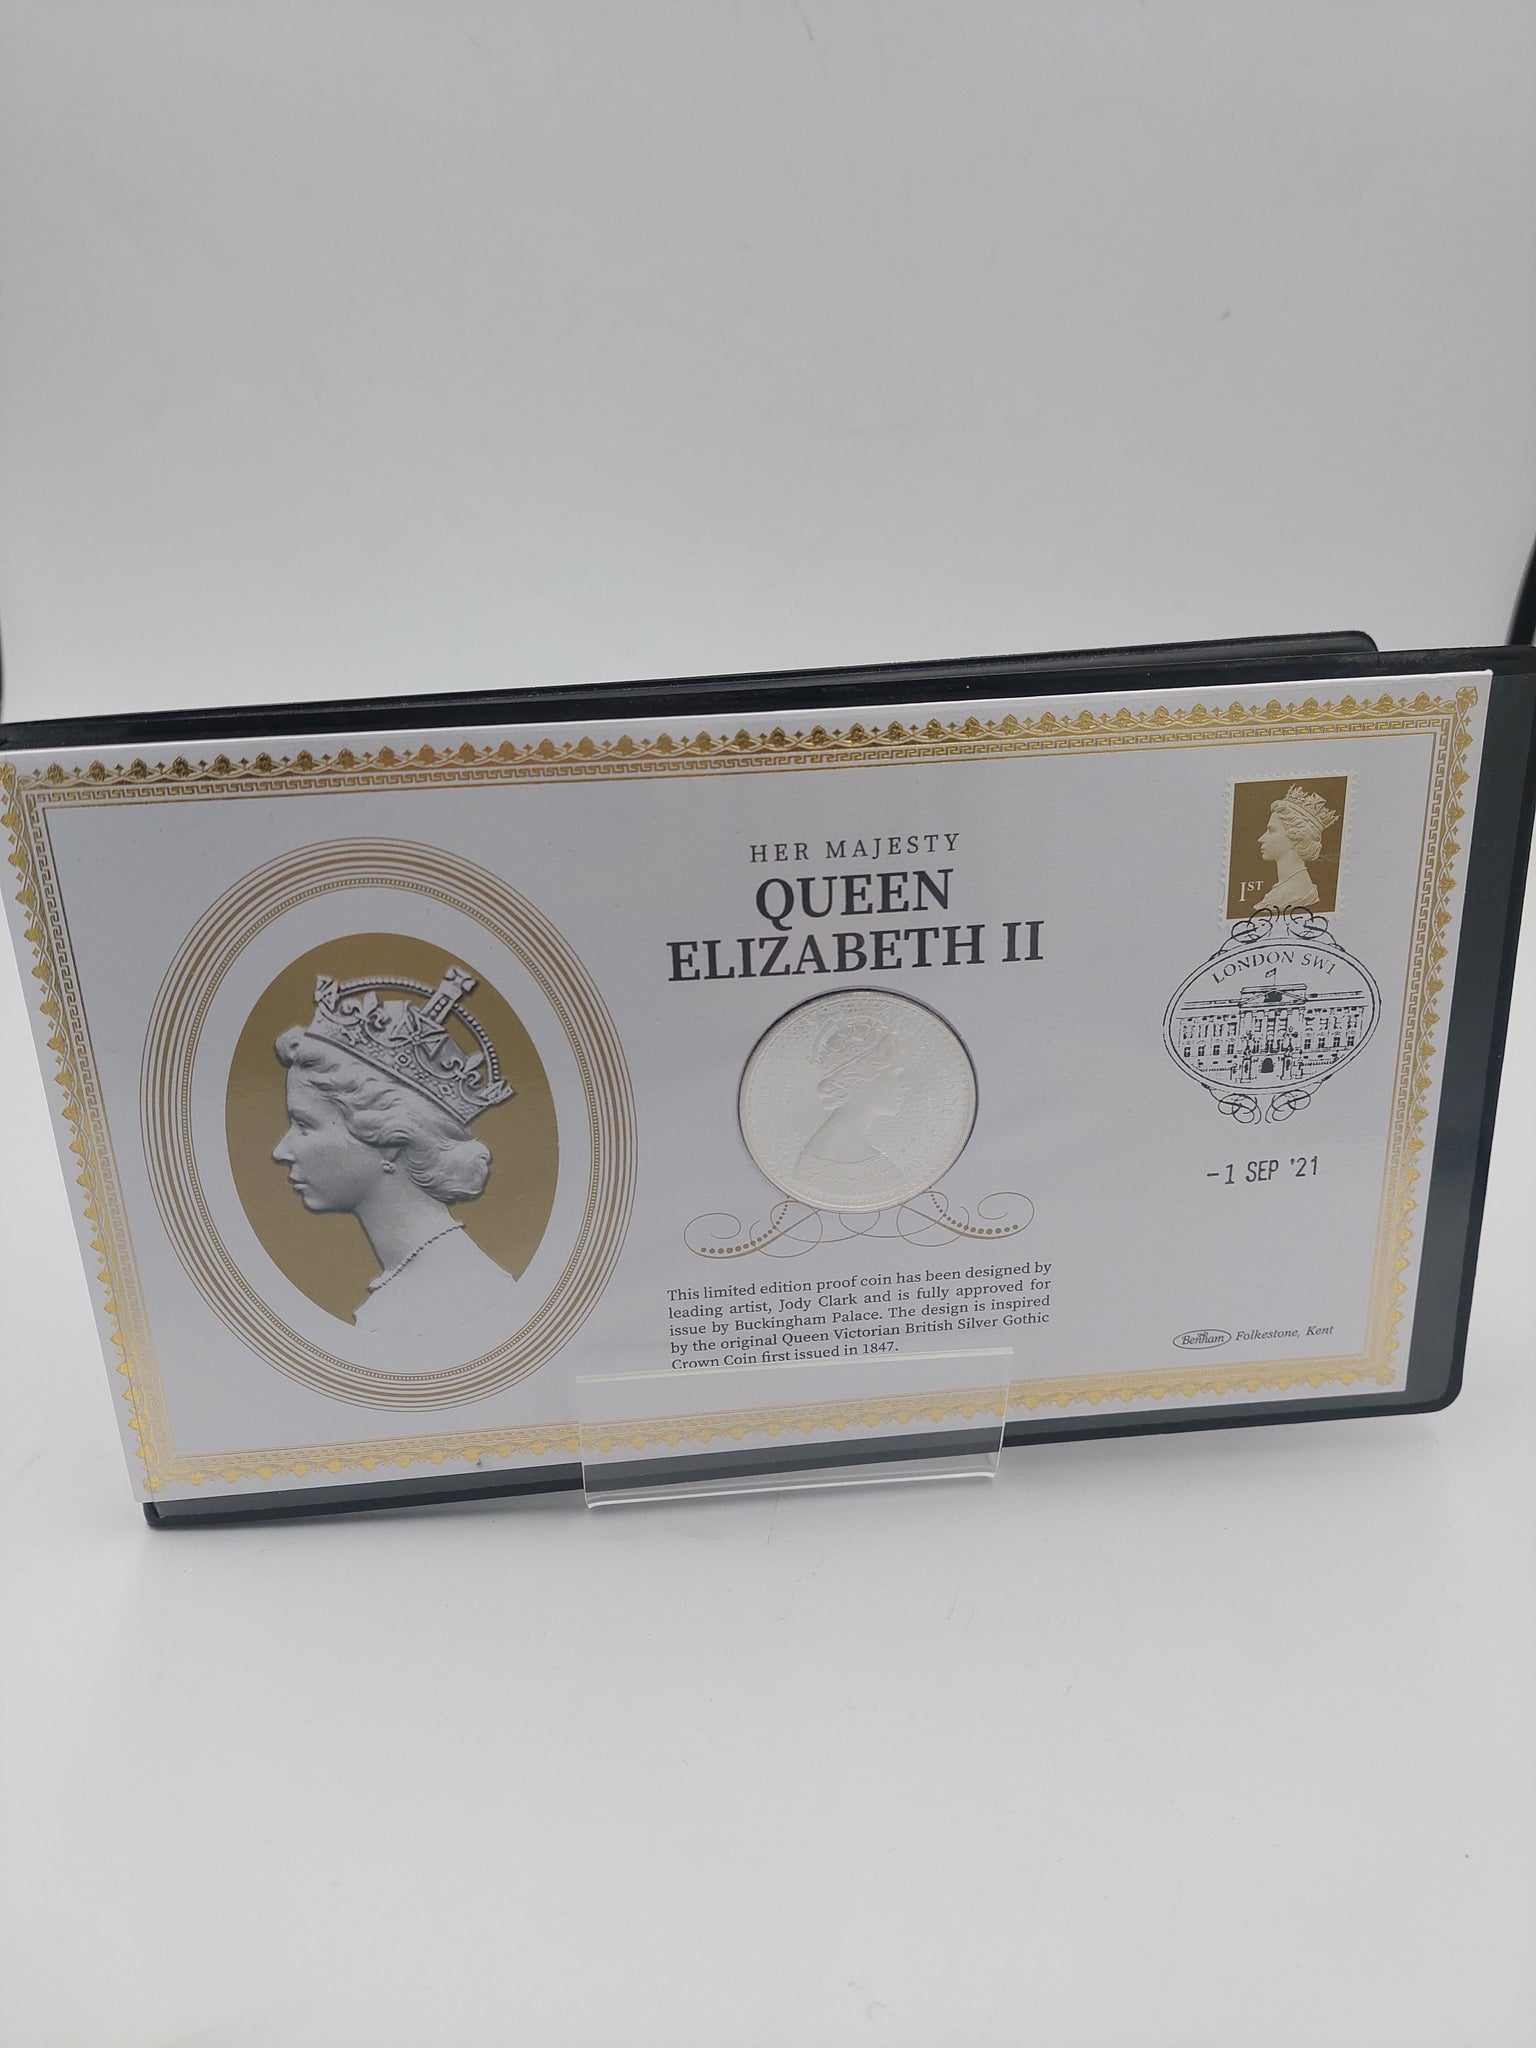 HER MAJESTY
QUEEN
ELIZABETH II
1ST
LONDON SW1
-1 SEP '21
This limited edition proof coin has been designed by
leading artist, Jody Clark and is fully approved for
issue by Buckingham Palace. The design is inspired
by the original Queen Victorian British Silver Gothic
Crown Coin first issued in 1847.
Benham Folkestone, Kent